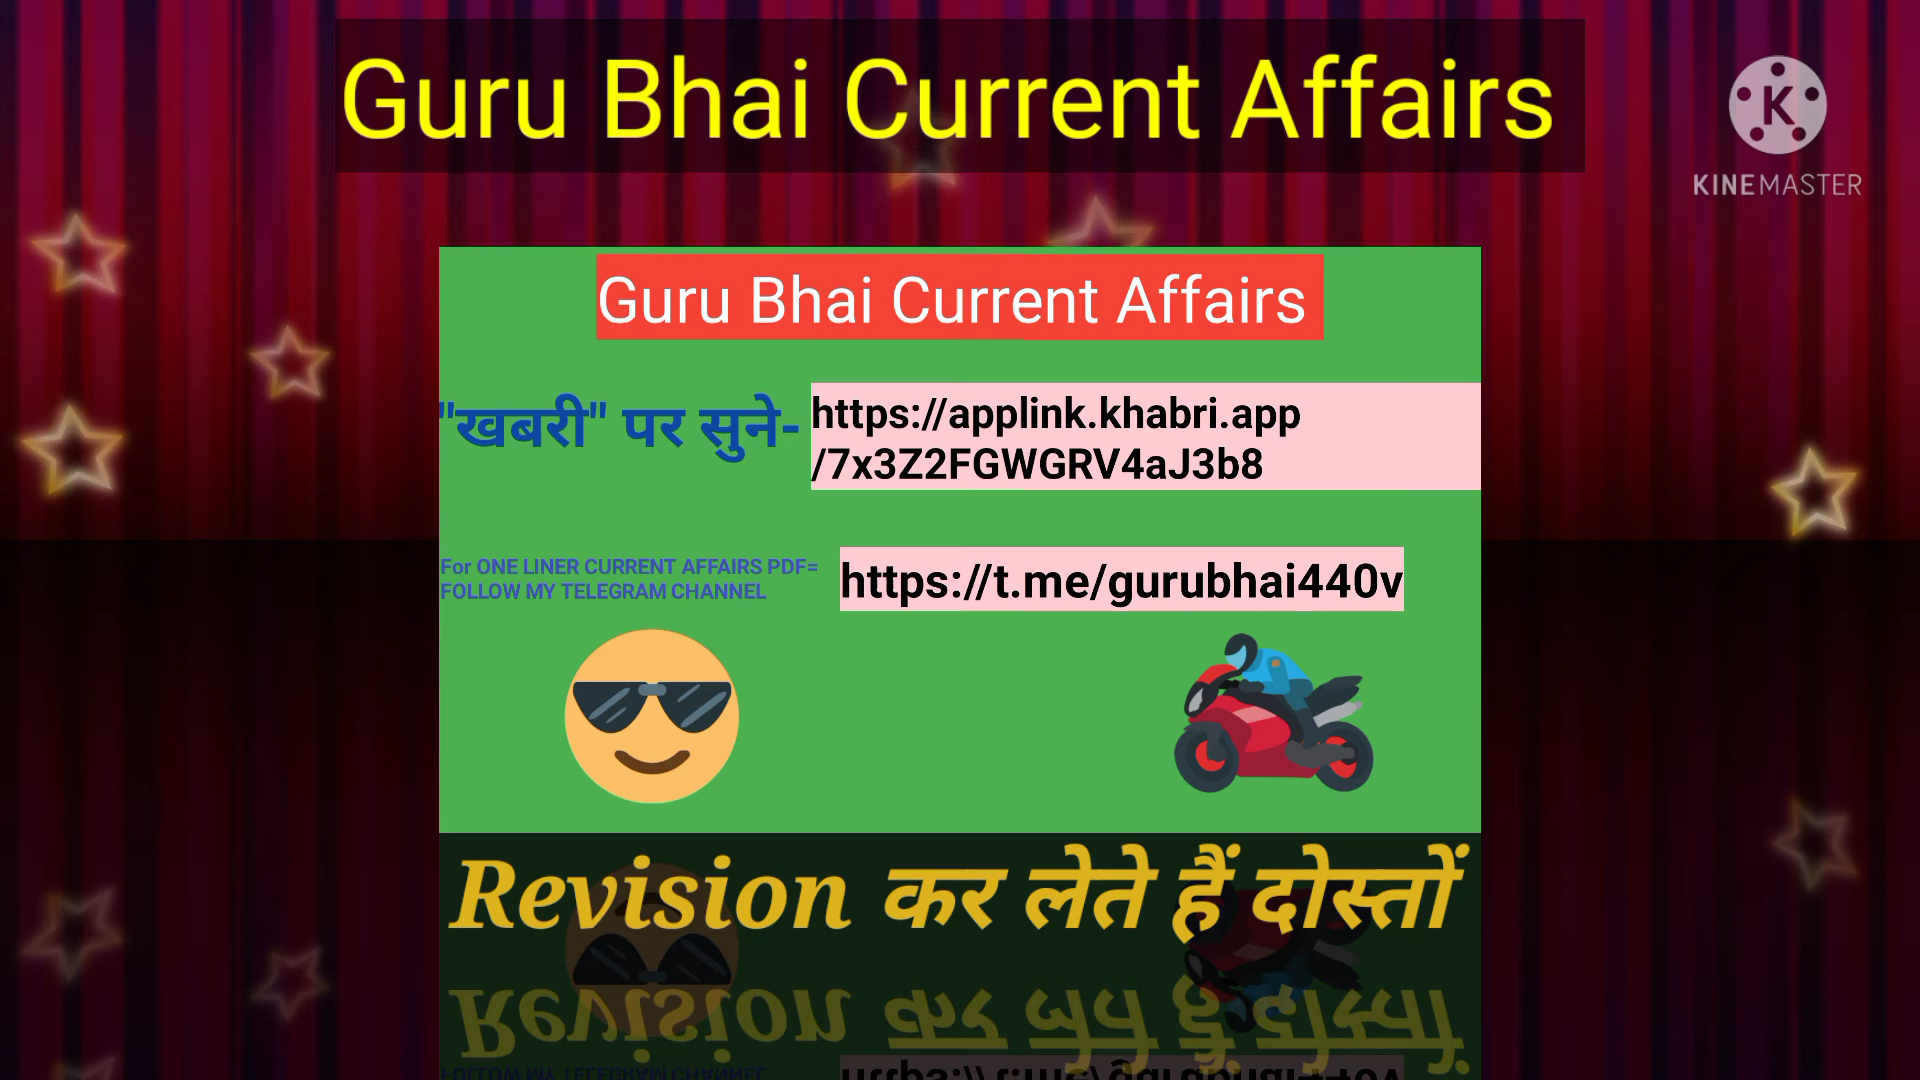 Guru Bhai Current Affairs
KINEMASTER
Guru Bhai Current Affairs
"खबरी" पर सुने-
https://applink.khabri.app
/7x3Z2FGWGRV4aJ3b8
For ONE LINER CURRENT AFFAIRS PDF=
FOLLOW MY TELEGRAM CHANNEL
https://t.me/gurubhai440v
Revision कर लेते हैं दोस्तों